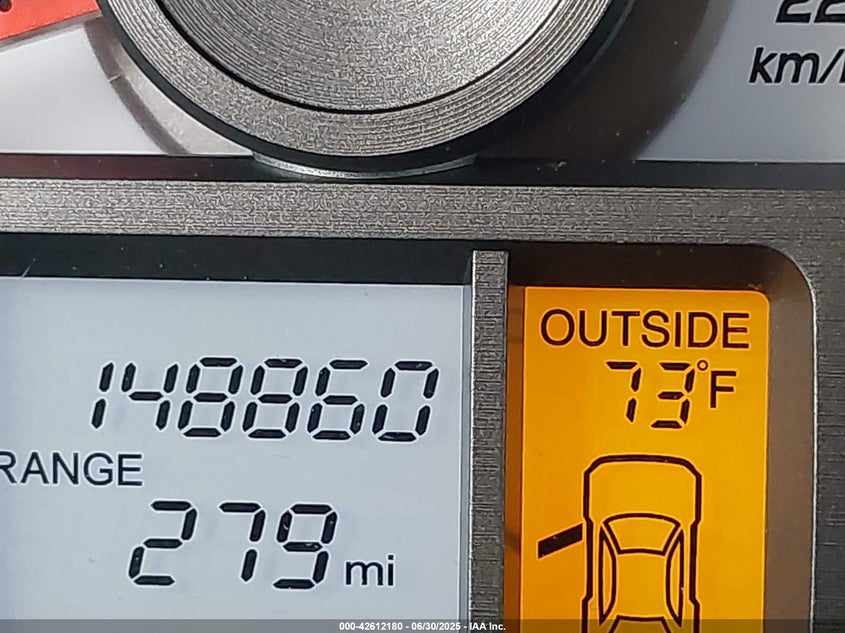 km/
148860
OUTSIDE
73°F
RANGE
279 mi
000-42612180 - 06/30/2025 - IAA Inc.